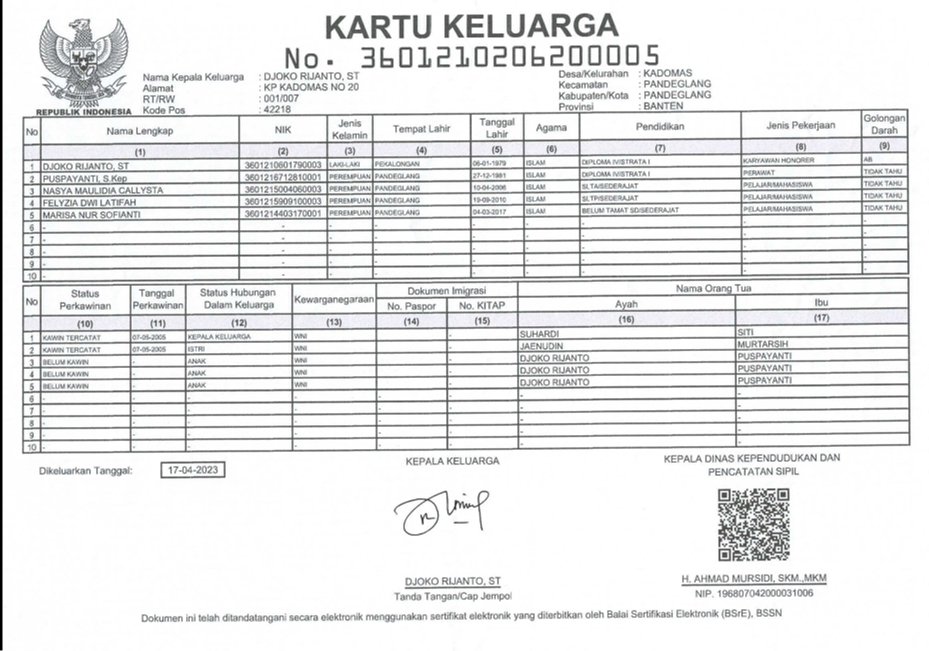 KARTU KELUARGA
No. 3601210206200005
REPUBLIK INDONESIA
Nama Kepala Keluarga : DJOKO RIJANTO, ST
Alamat : KP KADOMAS NO 20
RT/RW : 001/007
Kode Pos : 42218
Desa/Kelurahan : KADOMAS
Kecamatan : PANDEGLANG
Kabupaten/Kota : PANDEGLANG
Provinsi : BANTEN
No Nama Lengkap NIK Jenis Kelamin Tempat Lahir Tanggal Lahir Agama Pendidikan Jenis Pekerjaan Golongan Darah
(1) (2) (3) (4) (5) (6) (7) (8) (9)
1 DJOKO RIJANTO, ST 3601210601790003 LAKI-LAKI PEKALONGAN 06-01-1979 ISLAM DIPLOMA IV/STRATA I KARYAWAN HONORER AB
2 PUSPAYANTI, S.Kep 3601216712810001 PEREMPUAN PANDEGLANG 27-12-1981 ISLAM DIPLOMA IV/STRATA I PERAWAT TIDAK TAHU
3 NASYA MAULIDIA CALLYSTA 3601215004060003 PEREMPUAN PANDEGLANG 10-04-2006 ISLAM SLTA/SEDERAJAT PELAJAR/MAHASISWA TIDAK TAHU
4 FELYZIA DWI LATIFAH 3601215909100003 PEREMPUAN PANDEGLANG 19-09-2010 ISLAM SLTP/SEDERAJAT PELAJAR/MAHASISWA TIDAK TAHU
5 MARISA NUR SOFIANTI 3601214403170001 PEREMPUAN PANDEGLANG 04-03-2017 ISLAM BELUM TAMAT SD/SEDERAJAT PELAJAR/MAHASISWA TIDAK TAHU
6 - - - - - - - - -
7 - - - - - - - - -
8 - - - - - - - - -
9 - - - - - - - - -
10 - - - - - - - - -
No Status Perkawinan Tanggal Perkawinan Status Hubungan Dalam Keluarga Kewarganegaraan Dokumen Imigrasi Nama Orang Tua
No. Paspor No. KITAP Ayah Ibu
(10) (11) (12) (13) (14) (15) (16) (17)
1 KAWIN TERCATAT 07-05-2005 KEPALA KELUARGA WNI - SUHARDI SITI
2 KAWIN TERCATAT 07-05-2005 ISTRI WNI - JAENUDIN MURTARSIH
3 BELUM KAWIN - ANAK WNI - DJOKO RIJANTO PUSPAYANTI
4 BELUM KAWIN - ANAK WNI - DJOKO RIJANTO PUSPAYANTI
5 BELUM KAWIN - ANAK WNI - DJOKO RIJANTO PUSPAYANTI
6 - - - - - - -
7 - - - - - - -
8 - - - - - - -
9 - - - - - - -
10 - - - - - - -
Dikeluarkan Tanggal: 17-04-2023
KEPALA KELUARGA
DJOKO RIJANTO, ST
Tanda Tangan/Cap Jempol
KEPALA DINAS KEPENDUDUKAN DAN
PENCATATAN SIPIL
H. AHMAD MURSIDI, SKM.,MKM
NIP. 196807042000031006
Dokumen ini telah ditandatangani secara elektronik menggunakan sertifikat elektronik yang diterbitkan oleh Balai Sertifikasi Elektronik (BSrE), BSSN